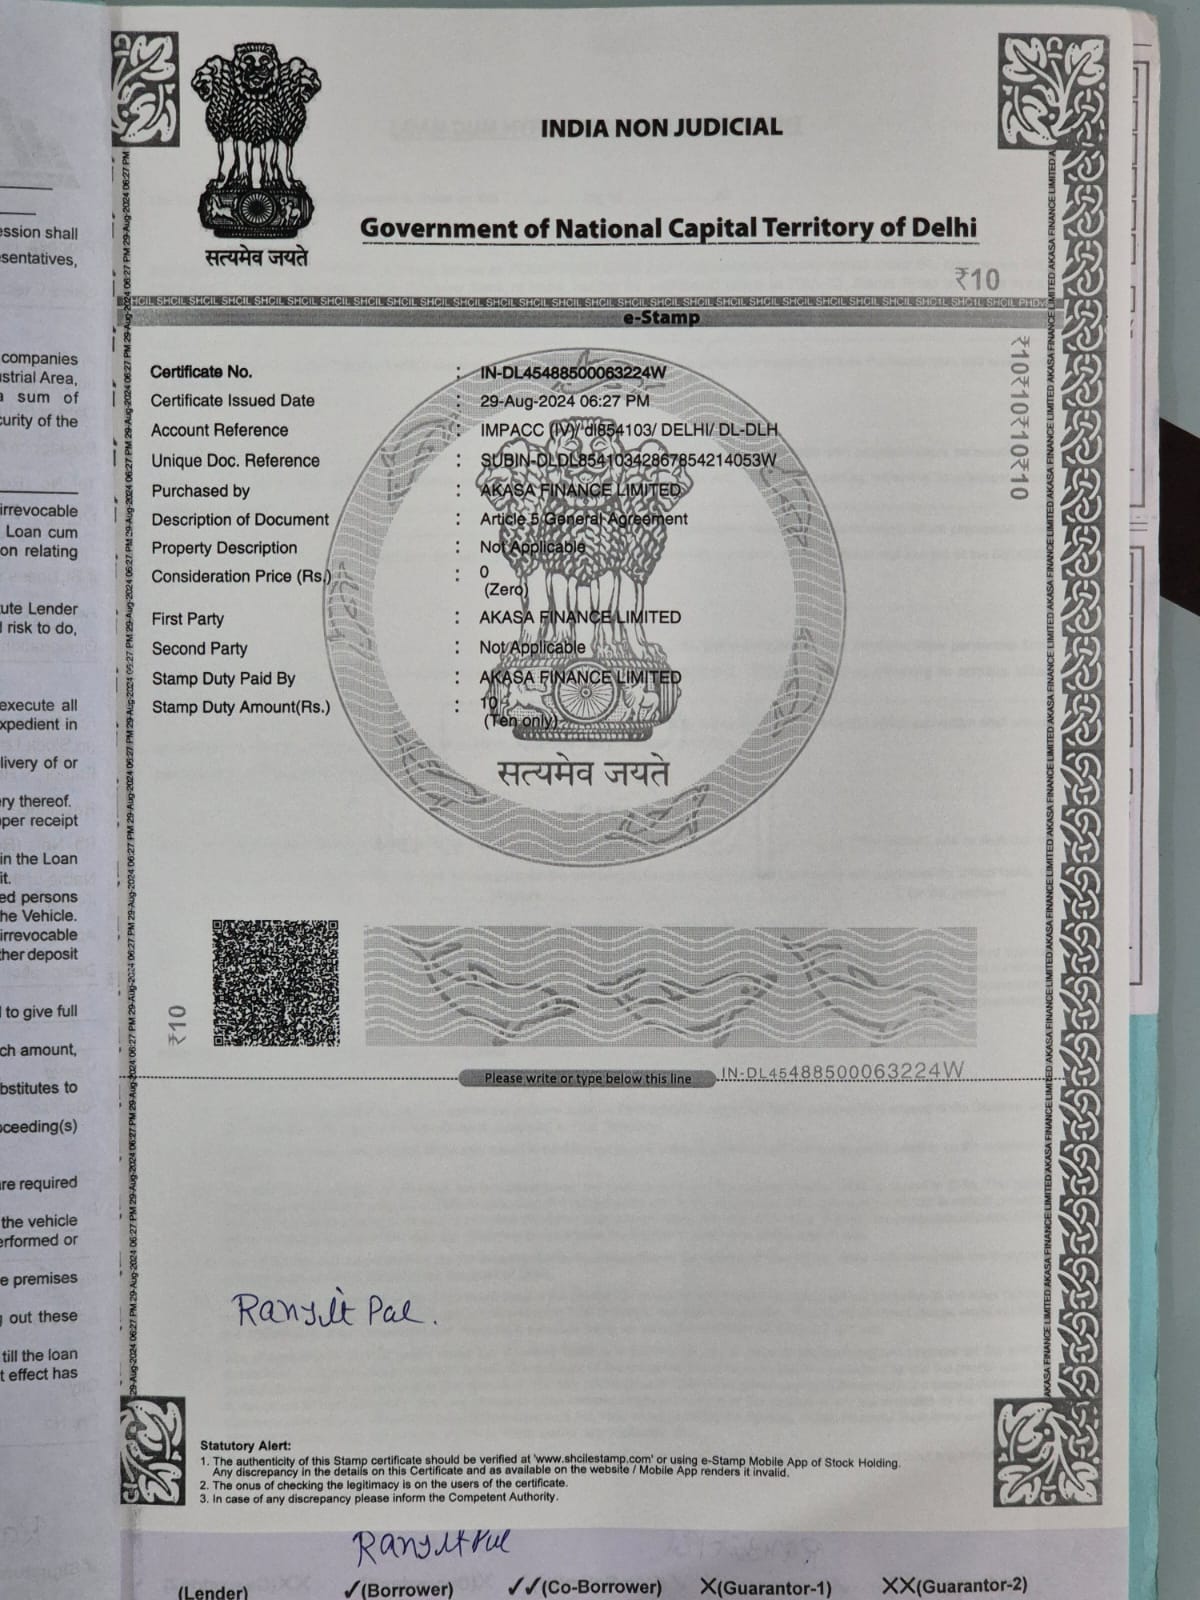 INDIA NON JUDICIAL
सत्यमेव जयते
Government of National Capital Territory of Delhi
₹10
e-Stamp
Certificate No. : IN-DL45488500063224W
Certificate Issued Date : 29-Aug-2024 06:27 PM
Account Reference : IMPACC (IV)/ dl854103/ DELHI/ DL-DLH
Unique Doc. Reference : SUBIN-DLDL85410342867854214053W
Purchased by : AKASA FINANCE LIMITED
Description of Document : Article 5 General Agreement
Property Description : Not Applicable
Consideration Price (Rs.) : 0
(Zero)
First Party : AKASA FINANCE LIMITED
Second Party : Not Applicable
Stamp Duty Paid By : AKASA FINANCE LIMITED
Stamp Duty Amount(Rs.) : 10
(Ten only)
सत्यमेव जयते
₹10₹10₹10₹10
₹10
Please write or type below this line
IN-DL45488500063224W
Ranjit Pal.
Statutory Alert:
1. The authenticity of this Stamp certificate should be verified at 'www.shcilestamp.com' or using e-Stamp Mobile App of Stock Holding.
Any discrepancy in the details on this Certificate and as available on the website / Mobile App renders it invalid.
2. The onus of checking the legitimacy is on the users of the certificate.
3. In case of any discrepancy please inform the Competent Authority.
Ranjit Pal
(Lender) ✓(Borrower) ✓✓(Co-Borrower) X(Guarantor-1) XX(Guarantor-2)
ession shall
sentatives,
companies
strial Area,
a sum of
curity of the
irrevocable
Loan cum
on relating
ute Lender
l risk to do,
execute all
xpedient in
livery of or
ry thereof.
per receipt
in the Loan
it.
ed persons
he Vehicle.
irrevocable
ther deposit
l to give full
ch amount,
bstitutes to
oceeding(s)
are required
the vehicle
erformed or
e premises
g out these
till the loan
t effect has